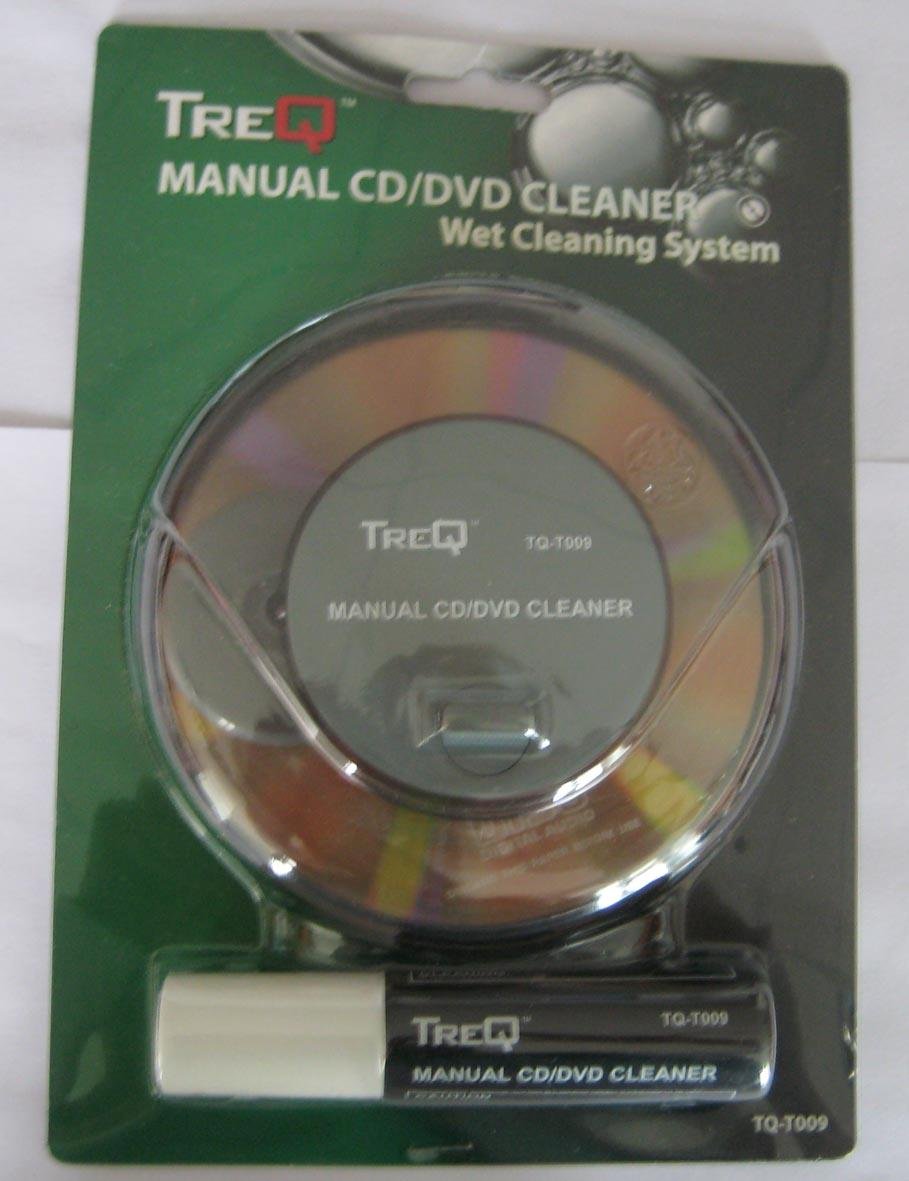 TREQ™
MANUAL CD/DVD CLEANER
Wet Cleaning System
TREQ™ TQ-T009
MANUAL CD/DVD CLEANER
DIGITAL AUDIO
TREQ™ TQ-T009
MANUAL CD/DVD CLEANER
CAUTION
TQ-T009